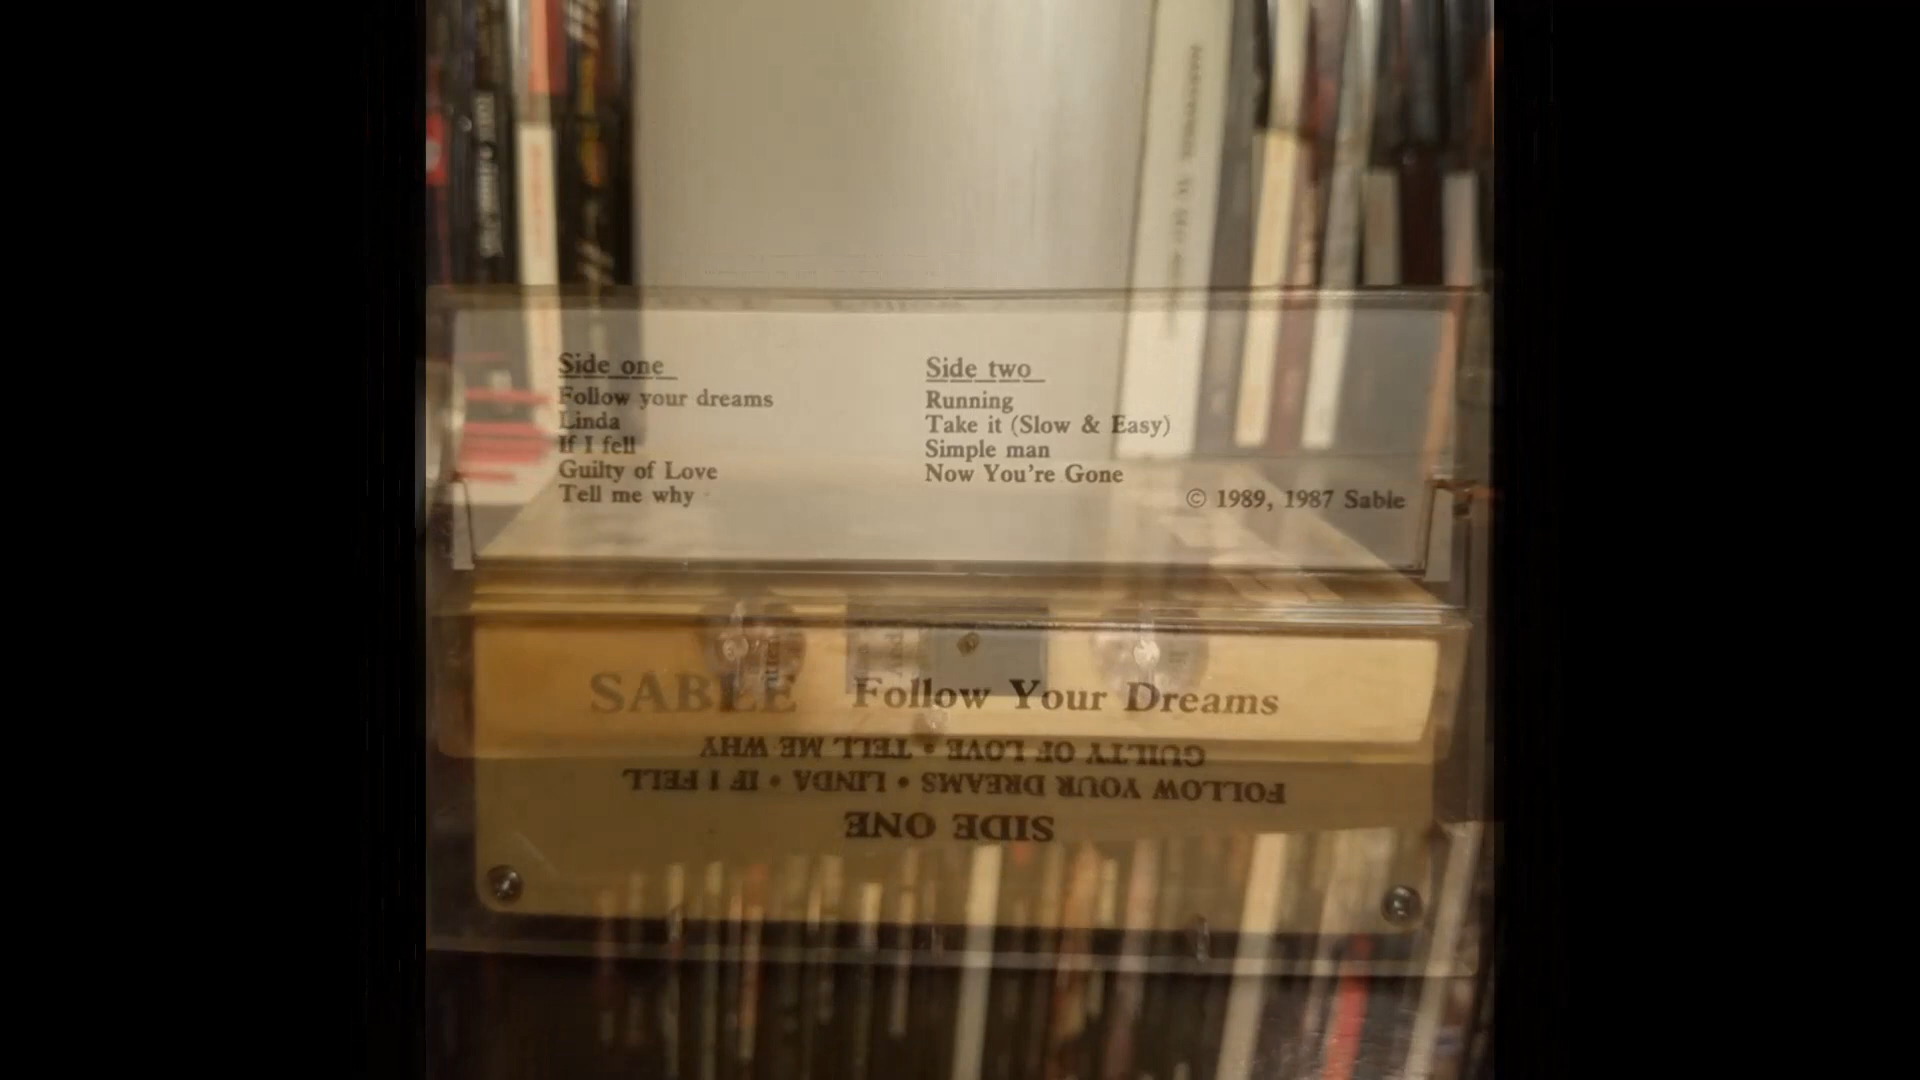 Side one
Follow your dreams
Linda
If I fell
Guilty of Love
Tell me why
Side two
Running
Take it (Slow & Easy)
Simple man
Now You're Gone
© 1989, 1987 Sable
SABLE Follow Your Dreams
SIDE ONE
FOLLOW YOUR DREAMS • LINDA • IF I FELL
GUILTY OF LOVE • TELL ME WHY